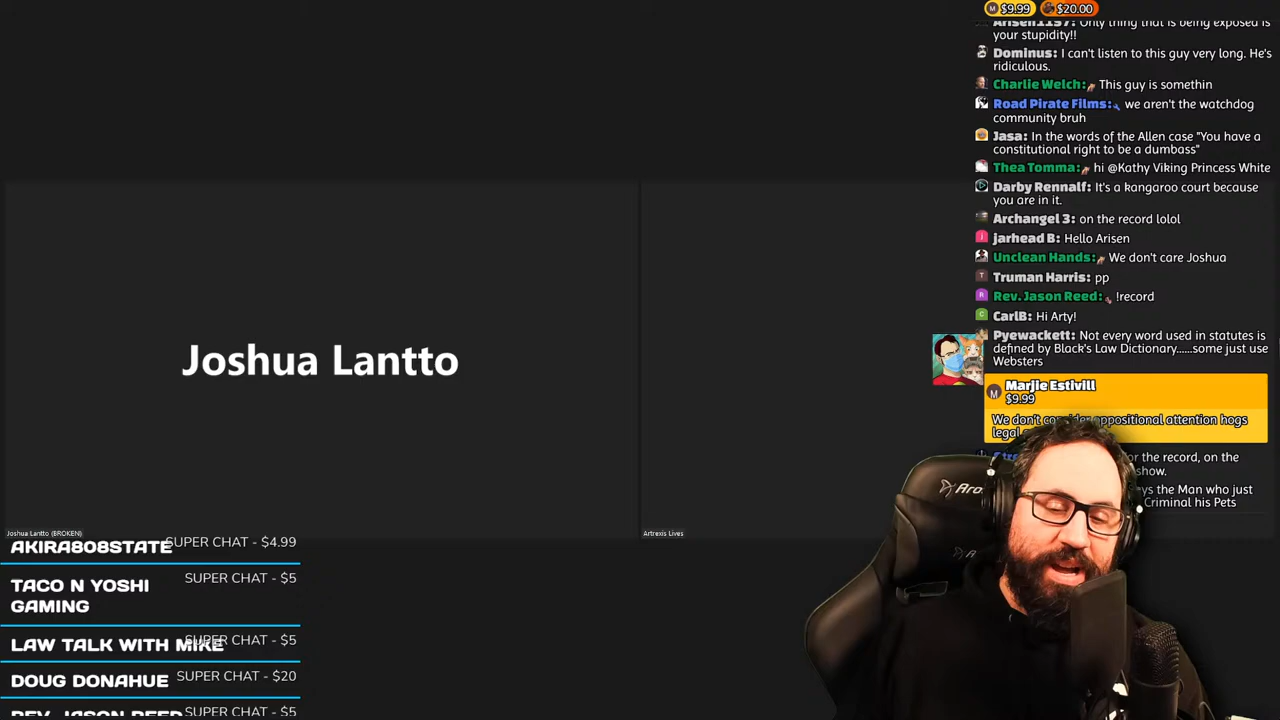 $9.99 $20.00
Arisen1197: Only thing that is being exposed is
your stupidity!!
Dominus: I can't listen to this guy very long. He's
ridiculous.
Charlie Welch: This guy is somethin
Road Pirate Films: we aren't the watchdog
community bruh
Jasa: In the words of the Allen case "You have a
constitutional right to be a dumbass"
Thea Tomma: hi @Kathy Viking Princess White
Darby Rennalf: It's a kangaroo court because
you are in it.
Archangel 3: on the record lolol
jarhead B: Hello Arisen
Unclean Hands: We don't care Joshua
Truman Harris: pp
Rev. Jason Reed: !record
CarlB: Hi Arty!
Pyewackett: Not every word used in statutes is
defined by Black's Law Dictionary......some just use
Websters
M Marjie Estivill
$9.99
We don't consider oppositional attention hogs
legal
or the record, on the
show.
ys the Man who just
Criminal his Pets
Joshua Lantto
Joshua Lantto (BROKEN)
Artrexis Lives
AKIRA808STATE SUPER CHAT - $4.99
TACO N YOSHI
GAMING SUPER CHAT - $5
LAW TALK WITH MIKE SUPER CHAT - $5
DOUG DONAHUE SUPER CHAT - $20
REV. JASON REED SUPER CHAT - $5